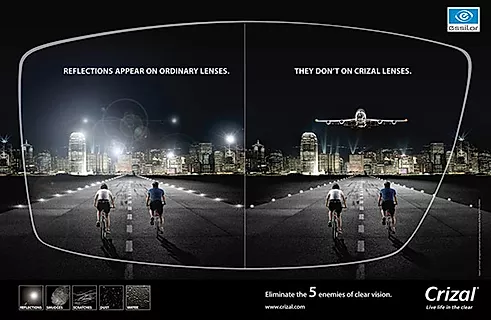 essilor
REFLECTIONS APPEAR ON ORDINARY LENSES.
THEY DON'T ON CRIZAL LENSES.
REFLECTIONS
SMUDGES
SCRATCHES
DUST
WATER
Eliminate the 5 enemies of clear vision.
www.crizal.com
Crizal
Live life in the clear